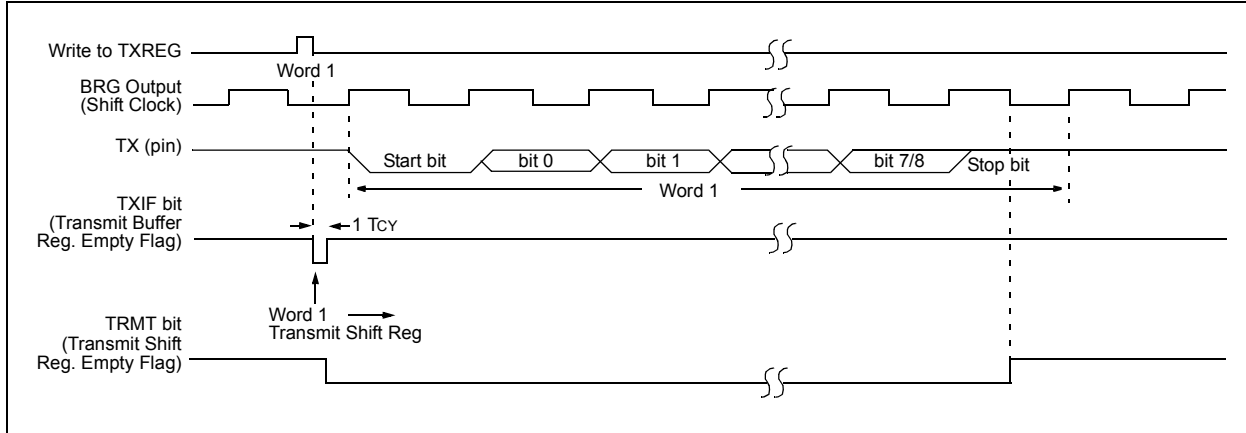 Write to TXREG
Word 1
BRG Output
(Shift Clock)
TX (pin)
Start bit
bit 0
bit 1
bit 7/8
Stop bit
Word 1
TXIF bit
(Transmit Buffer
Reg. Empty Flag)
1 TCY
Word 1
Transmit Shift Reg
TRMT bit
(Transmit Shift
Reg. Empty Flag)